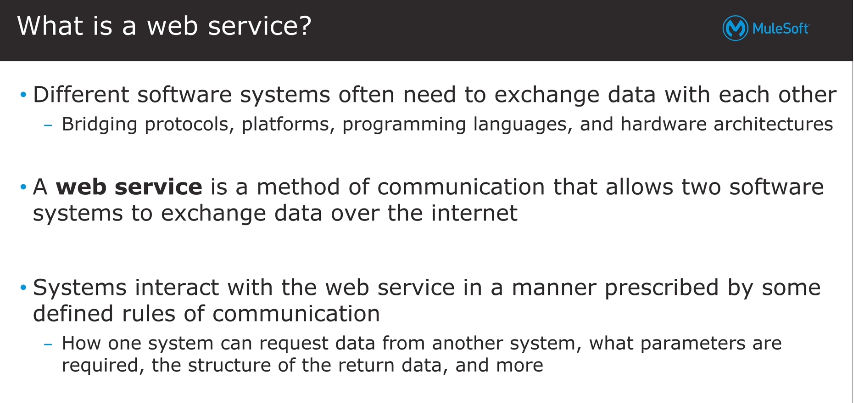 What is a web service?
MuleSoft
• Different software systems often need to exchange data with each other
– Bridging protocols, platforms, programming languages, and hardware architectures
• A web service is a method of communication that allows two software
systems to exchange data over the internet
• Systems interact with the web service in a manner prescribed by some
defined rules of communication
– How one system can request data from another system, what parameters are
required, the structure of the return data, and more